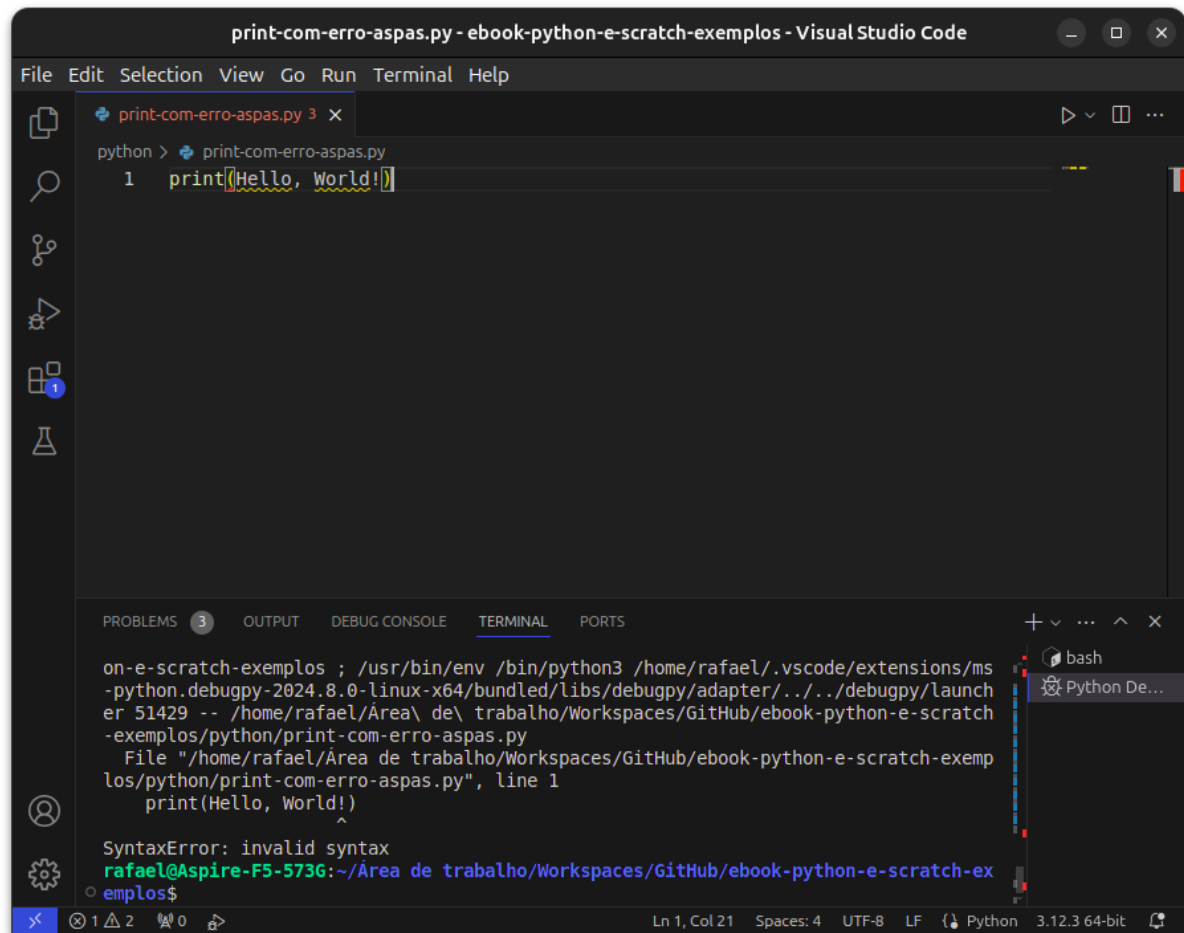 print-com-erro-aspas.py - ebook-python-e-scratch-exemplos - Visual Studio Code
File Edit Selection View Go Run Terminal Help
print-com-erro-aspas.py 3
python > print-com-erro-aspas.py
1 print(Hello, World!)
1
PROBLEMS 3 OUTPUT DEBUG CONSOLE TERMINAL PORTS
on-e-scratch-exemplos ; /usr/bin/env /bin/python3 /home/rafael/.vscode/extensions/ms
-python.debugpy-2024.8.0-linux-x64/bundled/libs/debugpy/adapter/../../debugpy/launch
er 51429 -- /home/rafael/Área\ de\ trabalho/Workspaces/GitHub/ebook-python-e-scratch
-exemplos/python/print-com-erro-aspas.py
File "/home/rafael/Área de trabalho/Workspaces/GitHub/ebook-python-e-scratch-exemp
los/python/print-com-erro-aspas.py", line 1
print(Hello, World!)
^
SyntaxError: invalid syntax
rafael@Aspire-F5-573G:~/Área de trabalho/Workspaces/GitHub/ebook-python-e-scratch-ex
emplos$
bash
Python De...
1 2 0 Ln 1, Col 21 Spaces: 4 UTF-8 LF Python 3.12.3 64-bit